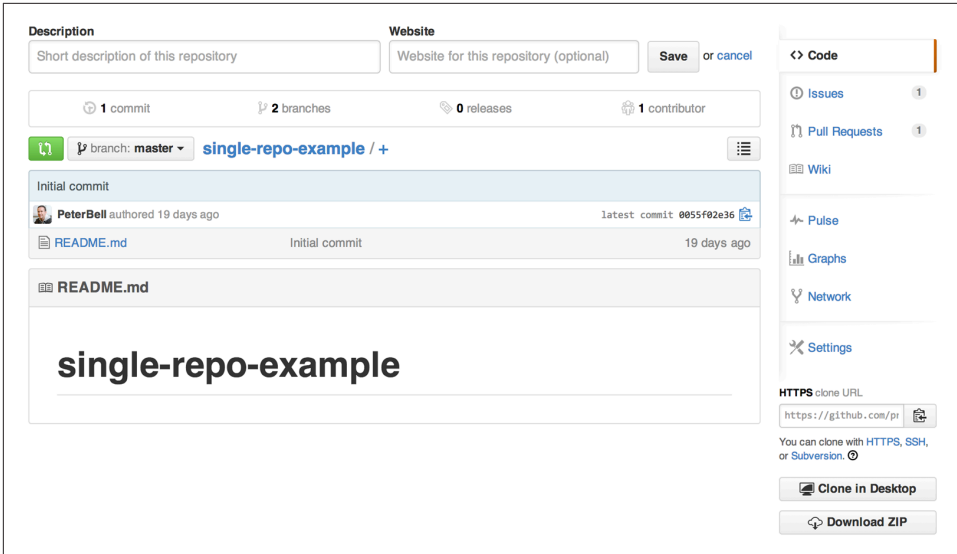 Description
Website
Short description of this repository
Website for this repository (optional)
Save
or cancel
1 commit
2 branches
0 releases
1 contributor
branch: master
single-repo-example / +
Initial commit
PeterBell authored 19 days ago
latest commit 0055f02e36
README.md
Initial commit
19 days ago
README.md
single-repo-example
Code
Issues 1
Pull Requests 1
Wiki
Pulse
Graphs
Network
Settings
HTTPS clone URL
https://github.com/pr
You can clone with HTTPS, SSH,
or Subversion.
Clone in Desktop
Download ZIP